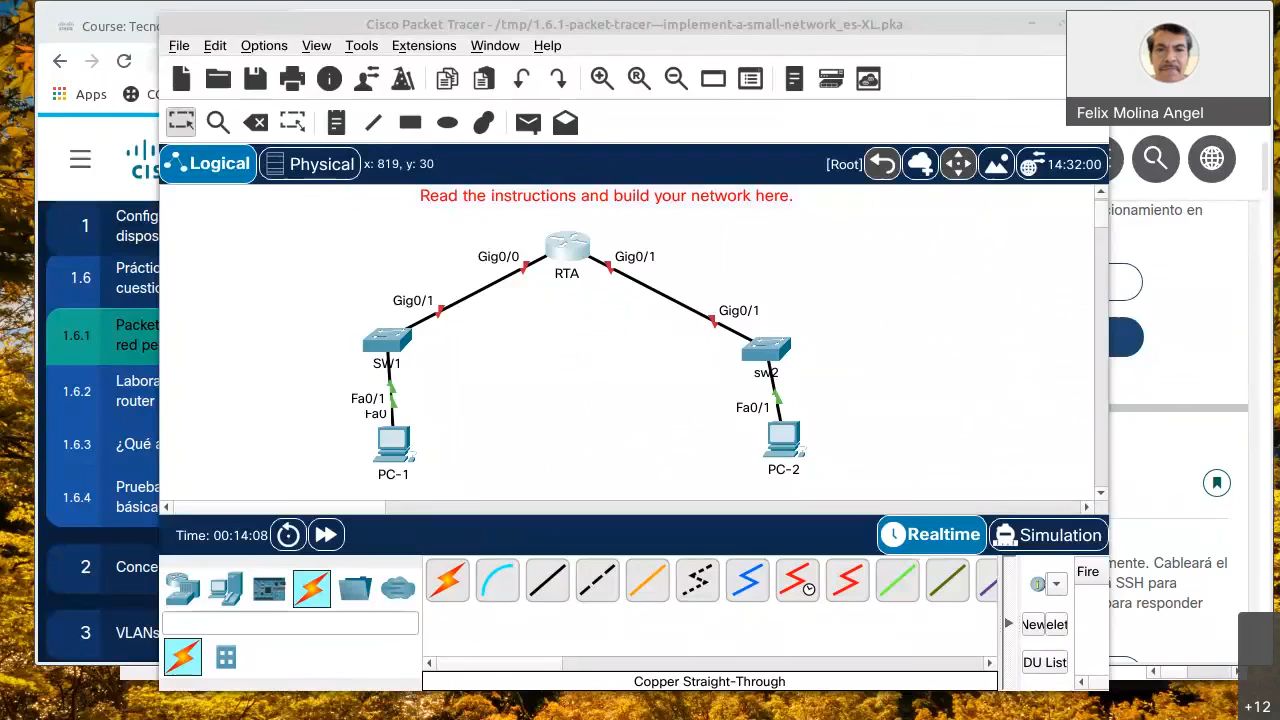 Course: Tecno
Cisco Packet Tracer - /tmp/1.6.1-packet-tracer---implement-a-small-network_es-XL.pka
File Edit Options View Tools Extensions Window Help
Apps
Felix Molina Angel
Logical Physical x: 819, y: 30 [Root] 14:32:00
Read the instructions and build your network here.
cionamiento en
1 Config
dispos
1.6 Práctic
cuestic
1.6.1 Packet
red pe
1.6.2 Labora
router
1.6.3 ¿Qué a
1.6.4 Prueba
básica
2 Conce
3 VLANs
Gig0/0 Gig0/1
RTA
Gig0/1 Gig0/1
SW1 sw2
Fa0/1 Fa0/1
Fa0
PC-1 PC-2
Time: 00:14:08 Realtime Simulation
Fire
New elet
DU List
Copper Straight-Through
mente. Cableará el
SSH para
para responder
+12